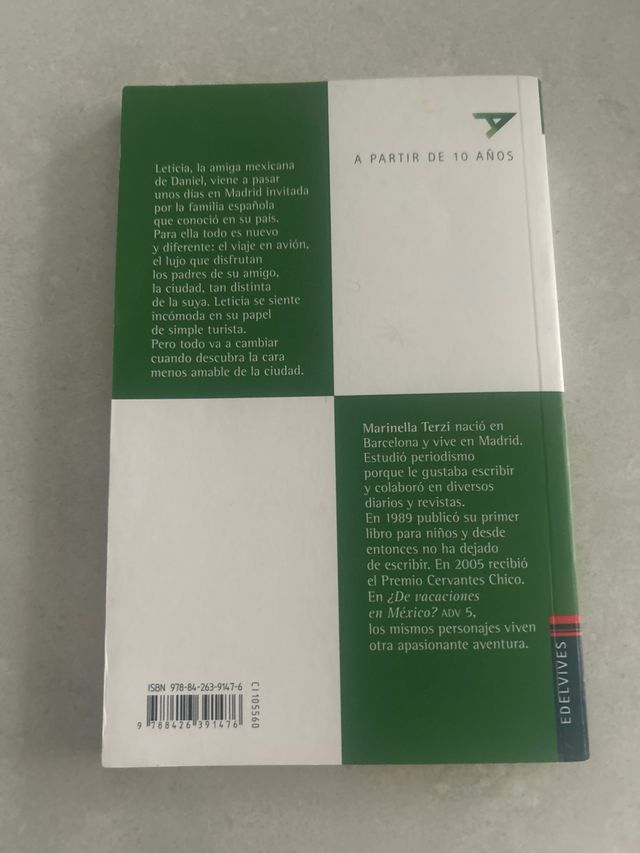 Leticia, la amiga mexicana
de Daniel, viene a pasar
unos días en Madrid invitada
por la familia española
que conoció en su país.
Para ella todo es nuevo
y diferente: el viaje en avión,
el lujo que disfrutan
los padres de su amigo,
la ciudad, tan distinta
de la suya. Leticia se siente
incómoda en su papel
de simple turista.
Pero todo va a cambiar
cuando descubra la cara
menos amable de la ciudad.
A PARTIR DE 10 AÑOS
Marinella Terzi nació en
Barcelona y vive en Madrid.
Estudió periodismo
porque le gustaba escribir
y colaboró en diversos
diarios y revistas.
En 1989 publicó su primer
libro para niños y desde
entonces no ha dejado
de escribir. En 2005 recibió
el Premio Cervantes Chico.
En ¿De vacaciones
en México? ADV 5,
los mismos personajes viven
otra apasionante aventura.
ISBN 978-84-263-9147-6
9 788426 391476
CI 105560
EDELVIVES